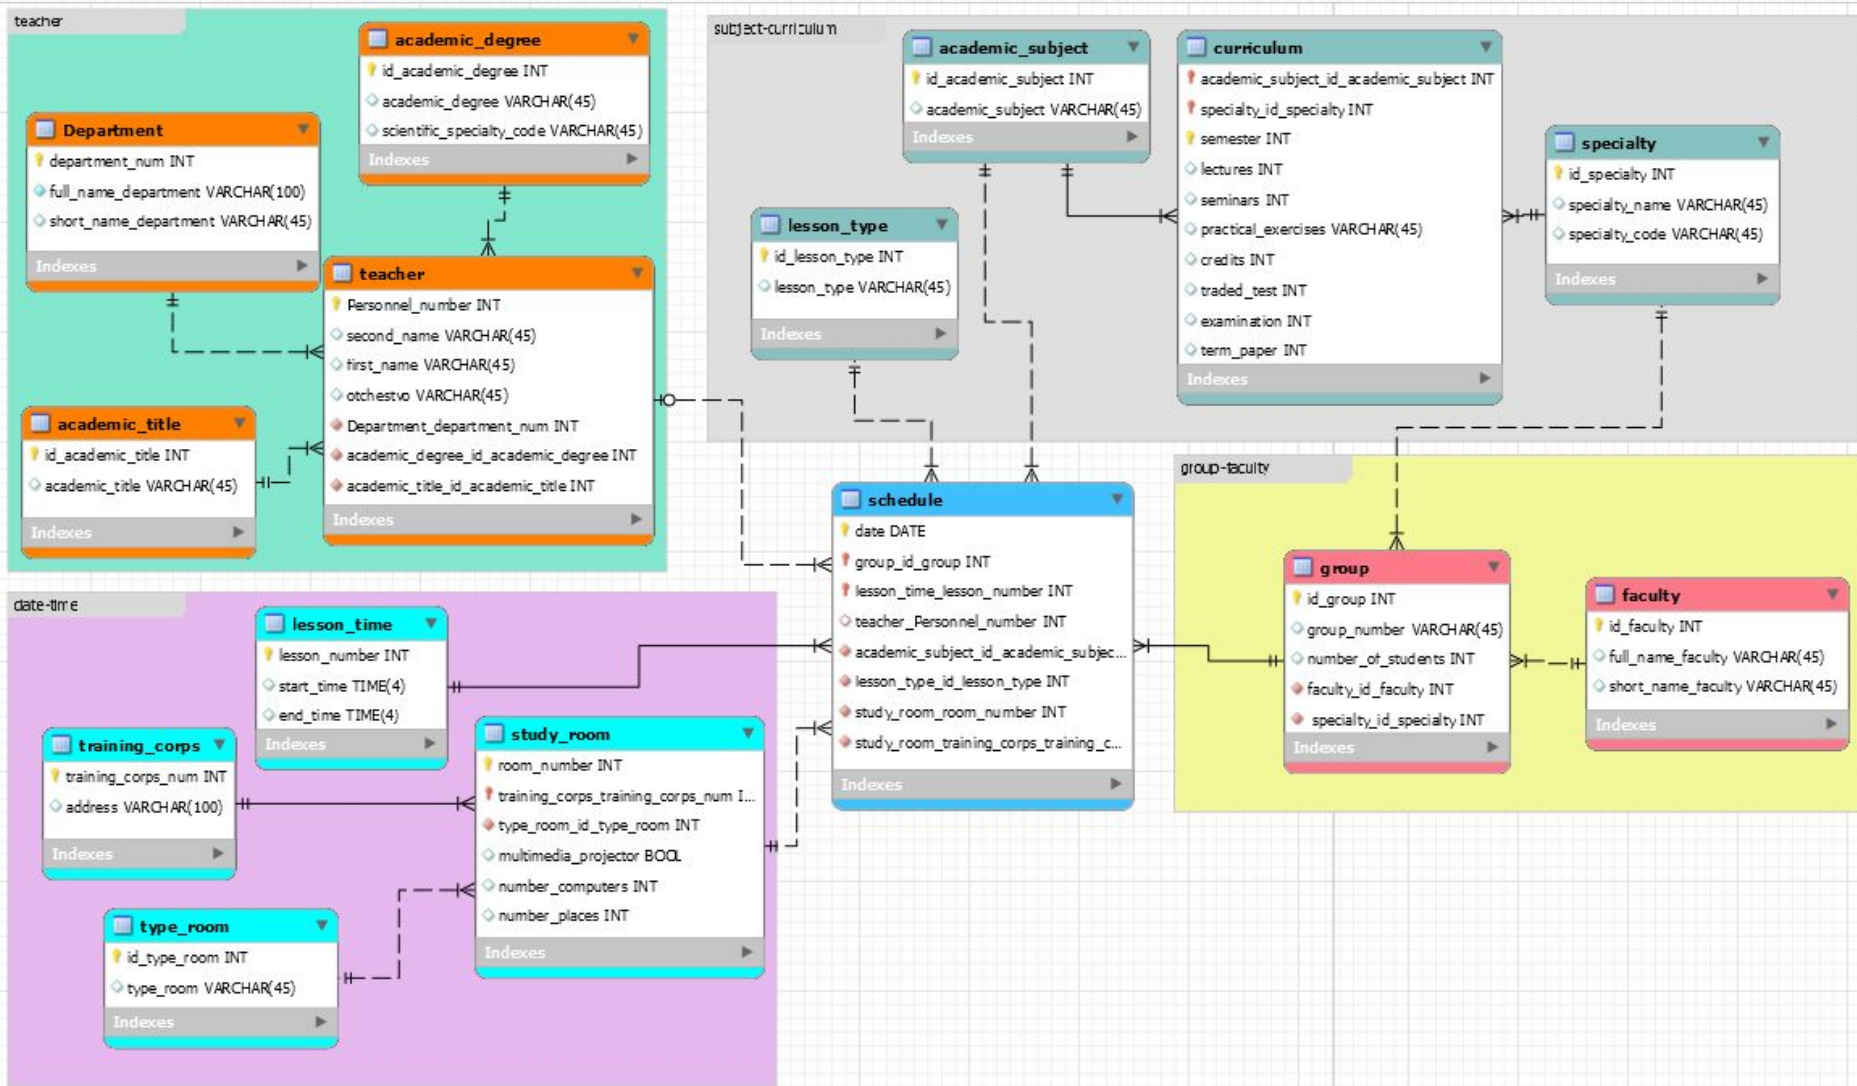 teacher
academic_degree
id_academic_degree INT
academic_degree VARCHAR(45)
scientific_specialty_code VARCHAR(45)
Indexes
Department
department_num INT
full_name_department VARCHAR(100)
short_name_department VARCHAR(45)
Indexes
teacher
Personnel_number INT
second_name VARCHAR(45)
first_name VARCHAR(45)
otchestvo VARCHAR(45)
Department_department_num INT
academic_degree_id_academic_degree INT
academic_title_id_academic_title INT
Indexes
academic_title
id_academic_title INT
academic_title VARCHAR(45)
Indexes
subject-curriculum
academic_subject
id_academic_subject INT
academic_subject VARCHAR(45)
Indexes
curriculum
academic_subject_id_academic_subject INT
specialty_id_specialty INT
semester INT
lectures INT
seminars INT
practical_exercises VARCHAR(45)
credits INT
traded_test INT
examination INT
term_paper INT
Indexes
specialty
id_specialty INT
specialty_name VARCHAR(45)
specialty_code VARCHAR(45)
Indexes
lesson_type
id_lesson_type INT
lesson_type VARCHAR(45)
Indexes
schedule
date DATE
group_id_group INT
lesson_time_lesson_number INT
teacher_Personnel_number INT
academic_subject_id_academic_subjec...
lesson_type_id_lesson_type INT
study_room_room_number INT
study_room_training_corps_training_c...
Indexes
group-faculty
group
id_group INT
group_number VARCHAR(45)
number_of_students INT
faculty_id_faculty INT
specialty_id_specialty INT
Indexes
faculty
id_faculty INT
full_name_faculty VARCHAR(45)
short_name_faculty VARCHAR(45)
Indexes
date-time
lesson_time
lesson_number INT
start_time TIME(4)
end_time TIME(4)
Indexes
training_corps
training_corps_num INT
address VARCHAR(100)
Indexes
study_room
room_number INT
training_corps_training_corps_num I...
type_room_id_type_room INT
multimedia_projector BOOL
number_computers INT
number_places INT
Indexes
type_room
id_type_room INT
type_room VARCHAR(45)
Indexes